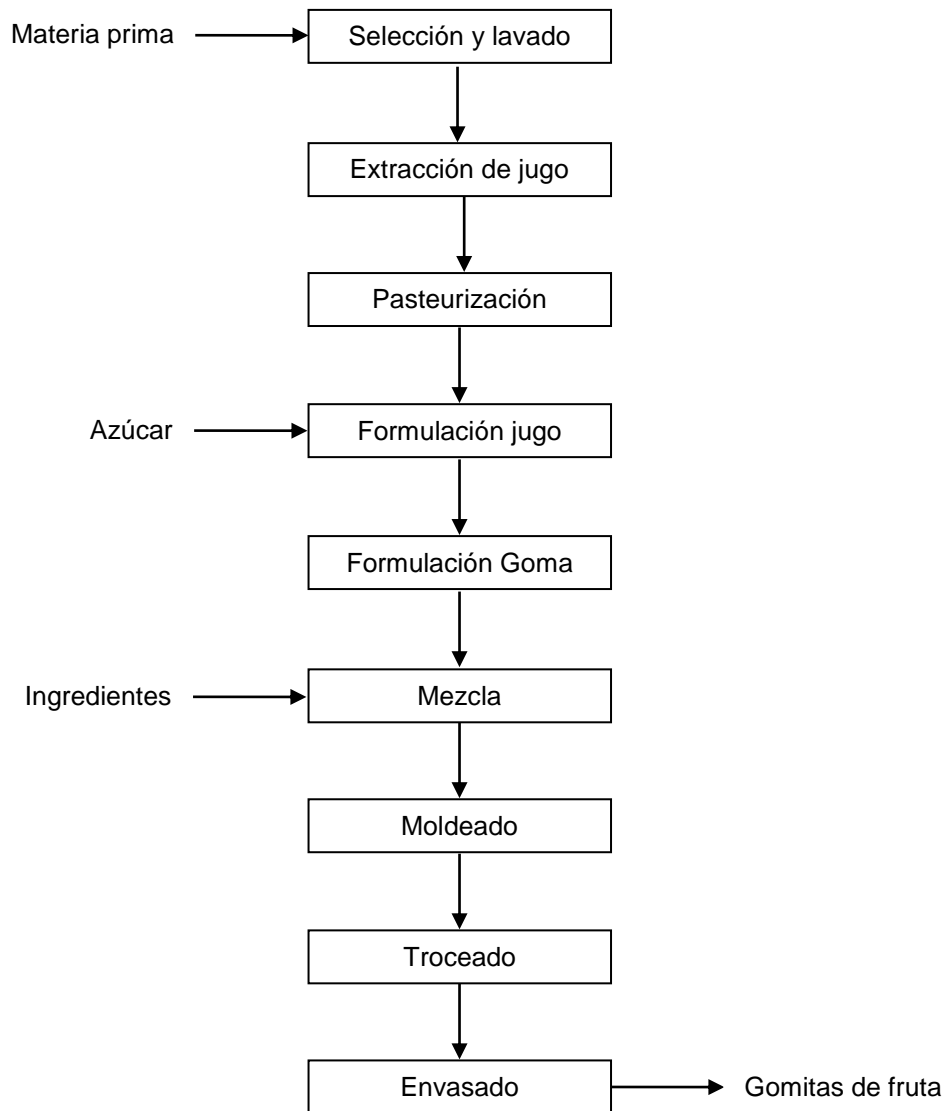 Materia prima
Selección y lavado
Extracción de jugo
Pasteurización
Azúcar
Formulación jugo
Formulación Goma
Ingredientes
Mezcla
Moldeado
Troceado
Envasado
Gomitas de fruta